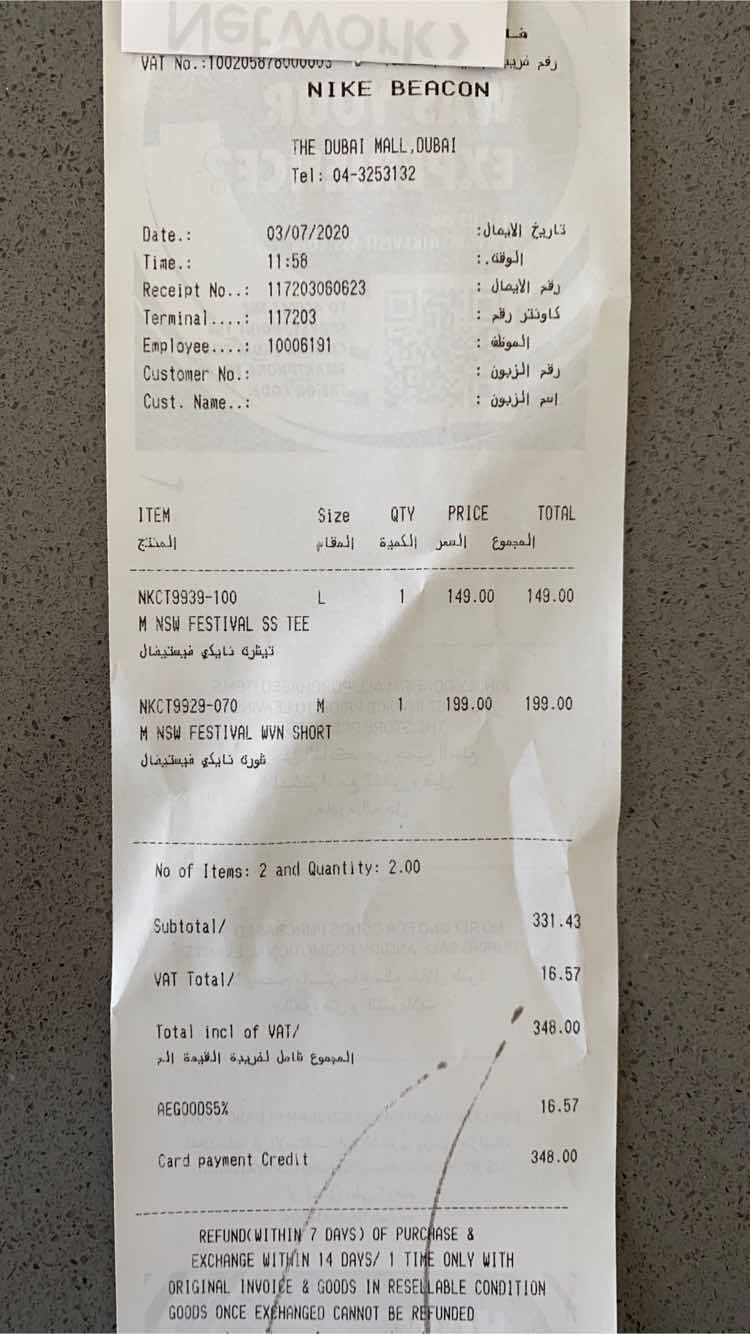 Network>
VAT No.:100205878000003
رقم ضريب
NIKE BEACON
THE DUBAI MALL,DUBAI
Tel: 04-3253132
Date.: 03/07/2020 تاريخ الايمال:
Time.: 11:58 الوقت.:
Receipt No..: 117203060623 رقم الايمال :
Terminal....: 117203 كاونتر رقم :
Employee....: 10006191 الموظف :
Customer No.: رقم الزبون :
Cust. Name..: اسم الزبون :
ITEM Size QTY PRICE TOTAL
المنتج المقاس الكمية السعر المجموع
NKCT9939-100 L 1 149.00 149.00
M NSW FESTIVAL SS TEE
تيشرت نايكي فيستيفال
NKCT9929-070 M 1 199.00 199.00
M NSW FESTIVAL WVN SHORT
شورت نايكي فيستيفال
No of Items: 2 and Quantity: 2.00
Subtotal/ 331.43
VAT Total/ 16.57
Total incl of VAT/ 348.00
المجموع شامل لضريبة القيمة الم
AEGOODS5% 16.57
Card payment Credit 348.00
REFUND(WITHIN 7 DAYS) OF PURCHASE &
EXCHANGE WITHIN 14 DAYS/ 1 TIME ONLY WITH
ORIGINAL INVOICE & GOODS IN RESELLABLE CONDITION
GOODS ONCE EXCHANGED CANNOT BE REFUNDED